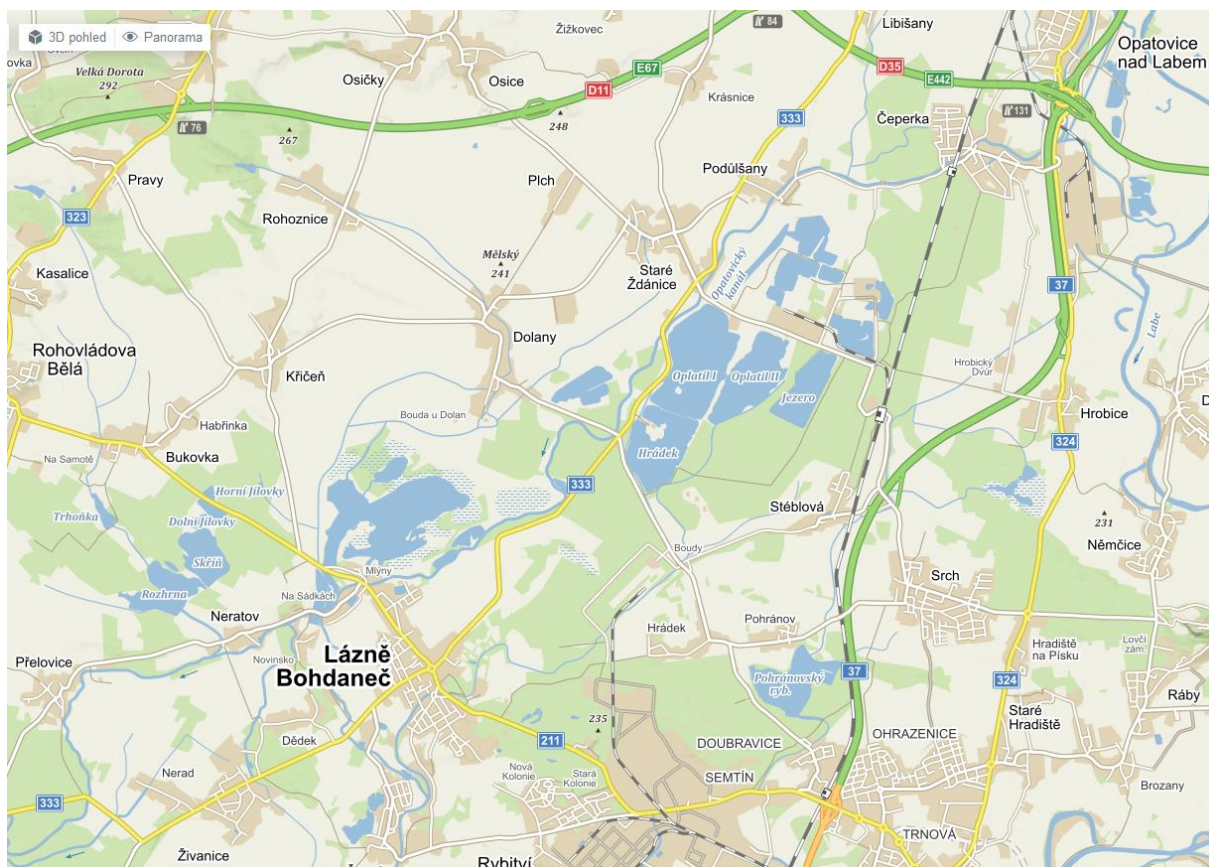 3D pohled
Panorama
84
Libišany
Žižkovec
Opatovice
nad Labem
Velká Dorota
292
Osičky
Osice
E67
D11
D35
E442
Krásnice
333
Čeperka
131
76
267
248
Podůlšany
Pravy
Plch
Rohoznice
323
Mělský
241
Staré
Ždánice
Opatovický
kanál
Kasalice
37
Labe
Dolany
Rohovládova
Bělá
Křičeň
Oplatil I
Oplatil II
Jezero
Hrobický
Dvůr
Hrobice
Bouda u Dolan
Habřinka
Na Samotě
Bukovka
Hrádek
324
333
Horní Jílovky
Trhoňka
Dolní Jílovky
Stéblová
231
Němčice
Skříň
Boudy
Mlýny
Srch
Rozhrna
Na Sádkách
Neratov
Hrádek
Pohránov
Hradiště
na Písku
Lovčí
zám.
Lázně
Bohdaneč
Novinsko
Přelovice
Pohránovský
ryb.
37
324
Ráby
Staré
Hradiště
235
211
DOUBRAVICE
OHRAZENICE
Dědek
Nerad
Nová
Kolonie
Stará
Kolonie
SEMTÍN
Brozany
333
TRNOVÁ
Živanice
Rybitví